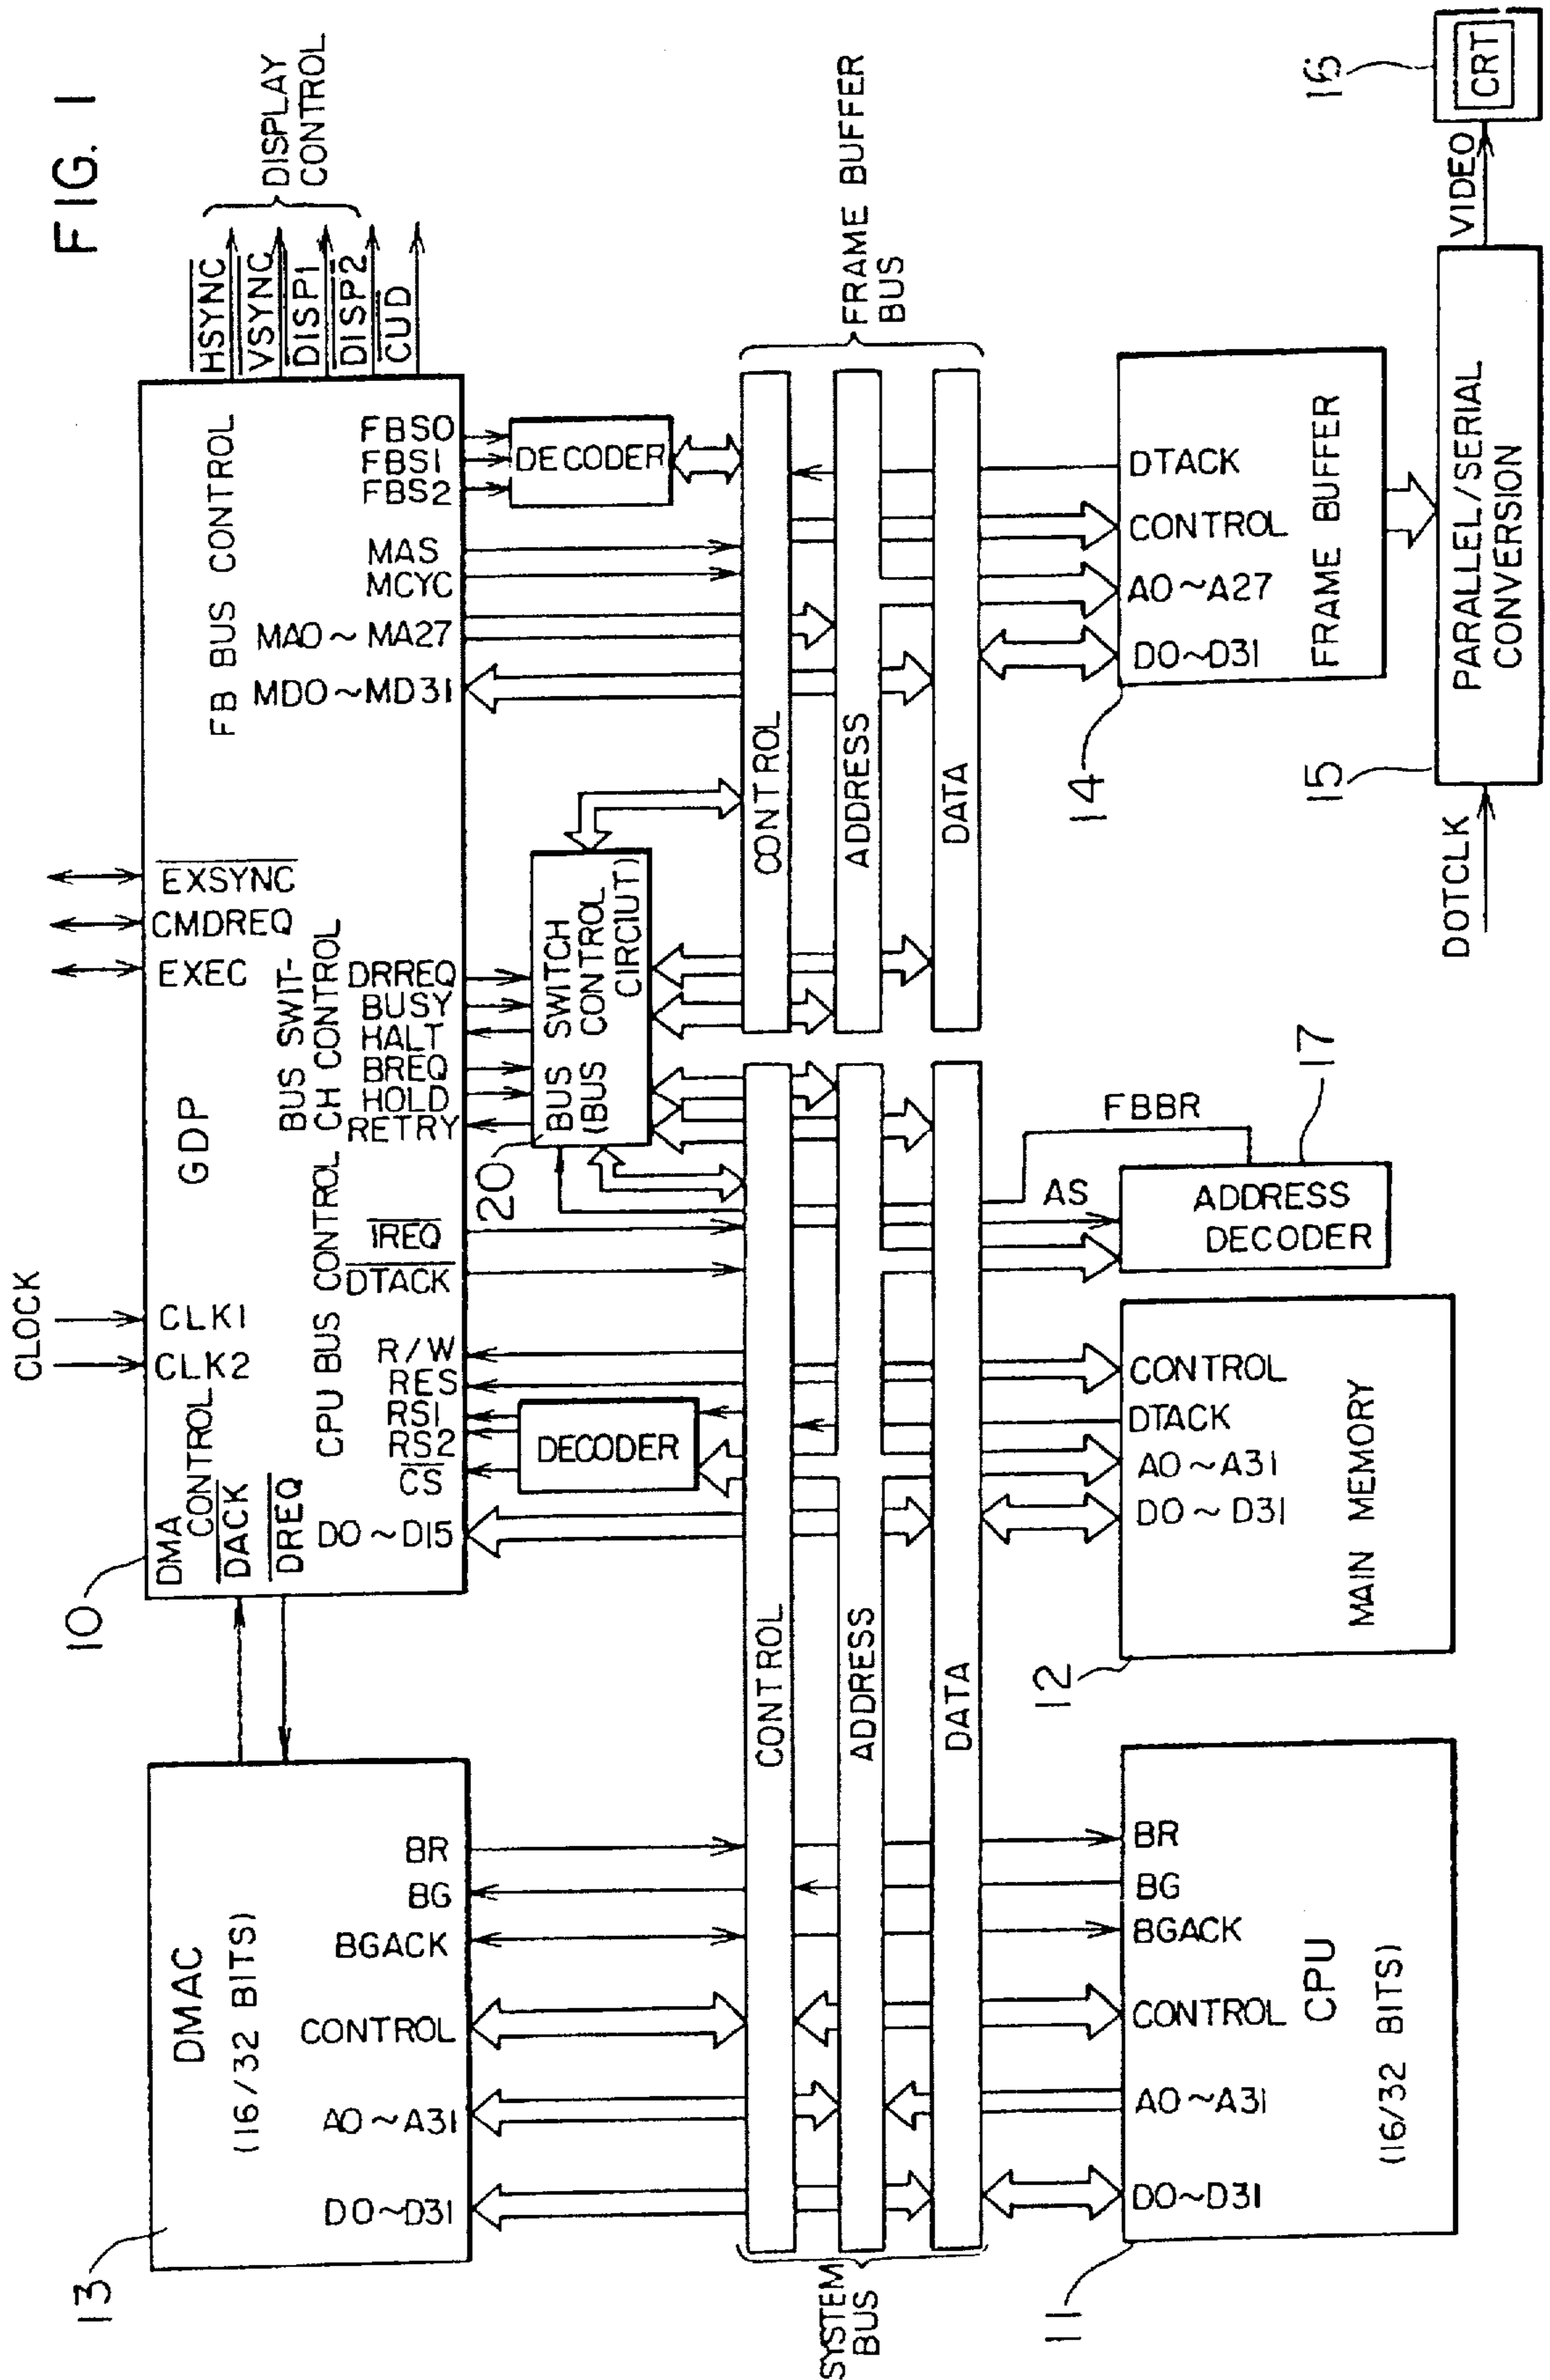 FIG. 1
CLOCK
13
DMAC
(16/32 BITS)
BR
BG
BGACK
CONTROL
A0~A31
D0~D31
10
GDP
DMA
CONTROL
DACK
DREQ
CLK1
CLK2
EXEC
CMDREQ
EXSYNC
CPU BUS CONTROL
D0~D15
CS
RS2
RS1
RES
R/W
DTACK
IREQ
BUS SWIT-
CH CONTROL
RETRY
HOLD
BREQ
HALT
BUSY
DRREQ
FB BUS CONTROL
MD0~MD31
MA0~MA27
MCYC
MAS
FBS2
FBS1
FBS0
HSYNC
VSYNC
DISP1
DISP2
CUD
DISPLAY
CONTROL
DECODER
20
BUS SWITCH
(BUS CONTROL
CIRCIUT)
DECODER
SYSTEM
BUS
CONTROL
ADDRESS
DATA
CONTROL
ADDRESS
DATA
FRAME BUFFER
BUS
11
D0~D31
A0~A31
CONTROL
BGACK
BG
BR
CPU
(16/32 BITS)
12
D0~D31
A0~A31
DTACK
CONTROL
MAIN MEMORY
AS
FBBR
17
ADDRESS
DECODER
14
D0~D31
A0~A27
CONTROL
DTACK
FRAME BUFFER
DOTCLK
15
PARALLEL/SERIAL
CONVERSION
VIDEO
16
CRT